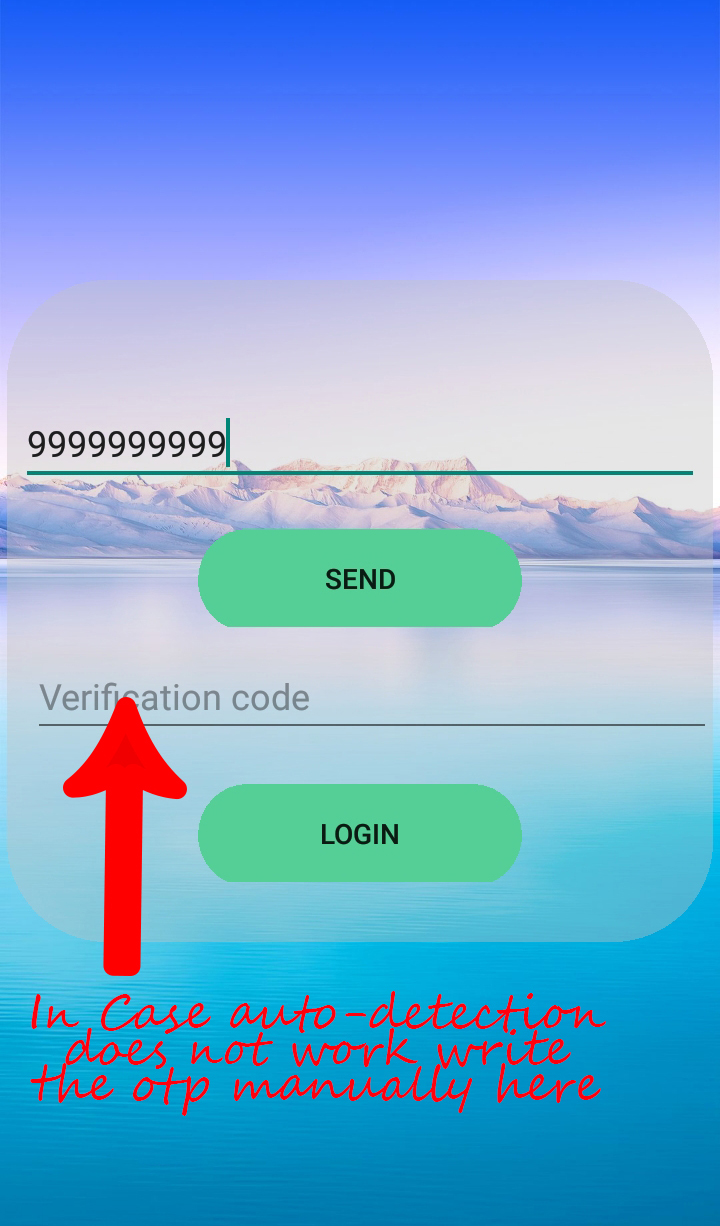 9999999999
SEND
Verification code
LOGIN
In Case auto-detection
does not work write
the otp manually here